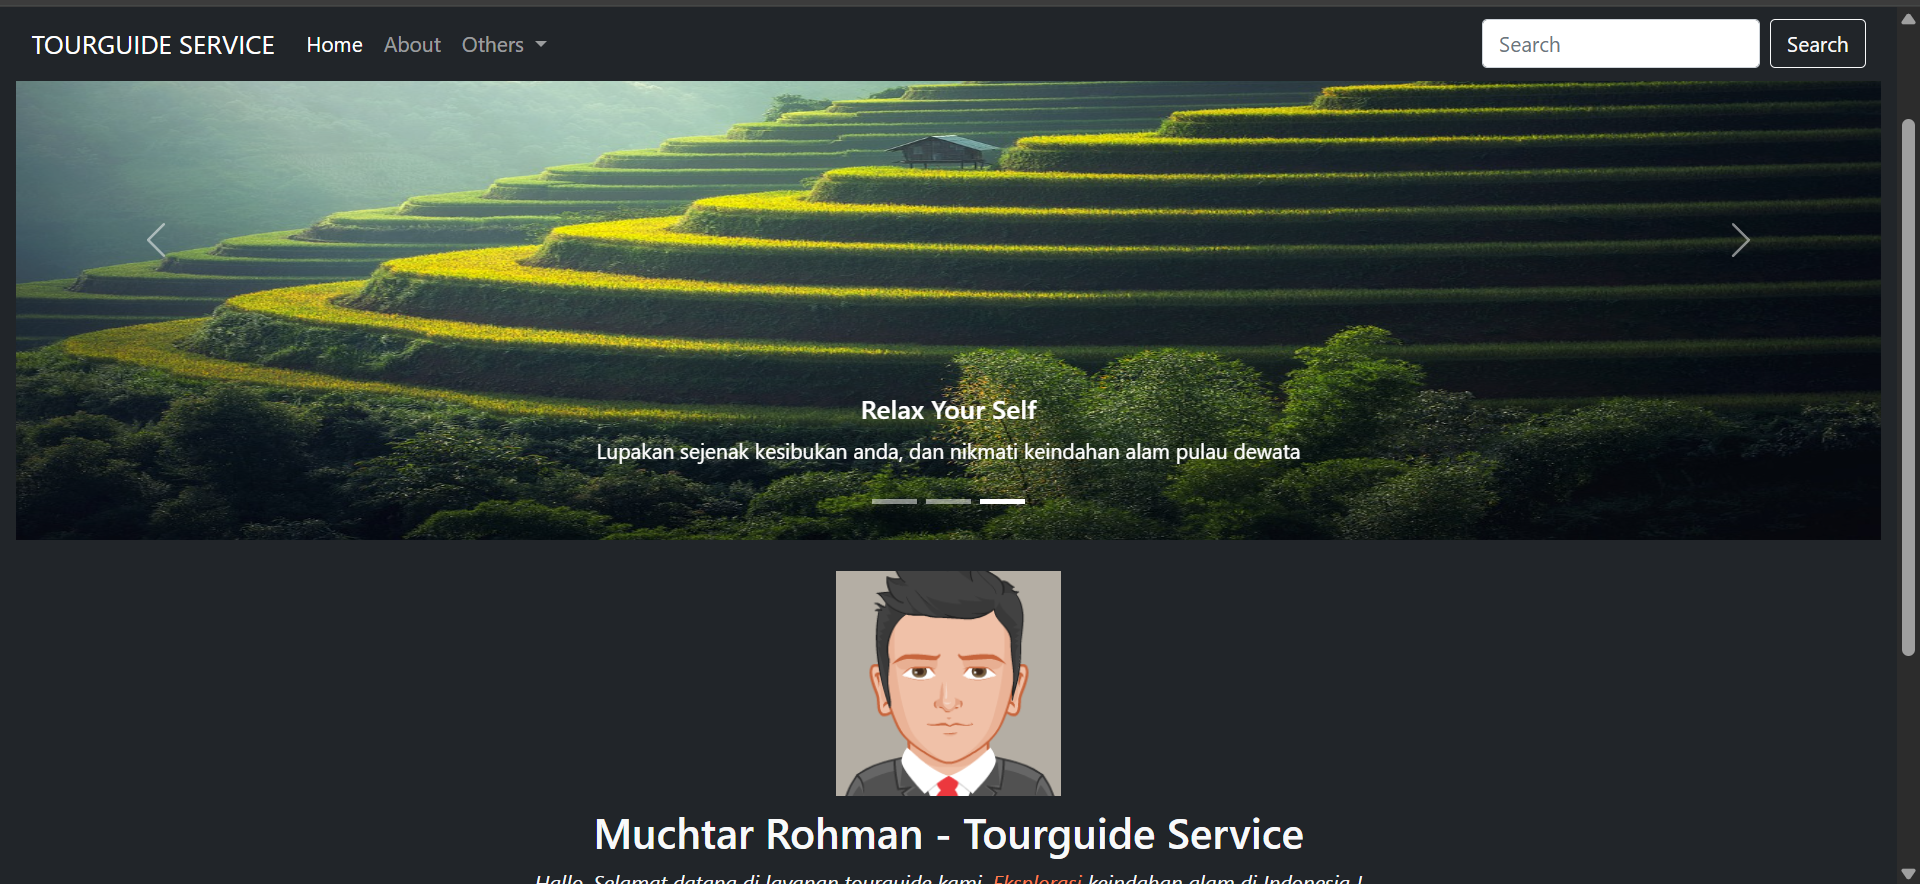 TOURGUIDE SERVICE Home About Others Search Search
Relax Your Self
Lupakan sejenak kesibukan anda, dan nikmati keindahan alam pulau dewata
Muchtar Rohman - Tourguide Service
Hallo, Selamat datang di layanan tourguide kami. Eksplorasi keindahan alam di Indonesia !